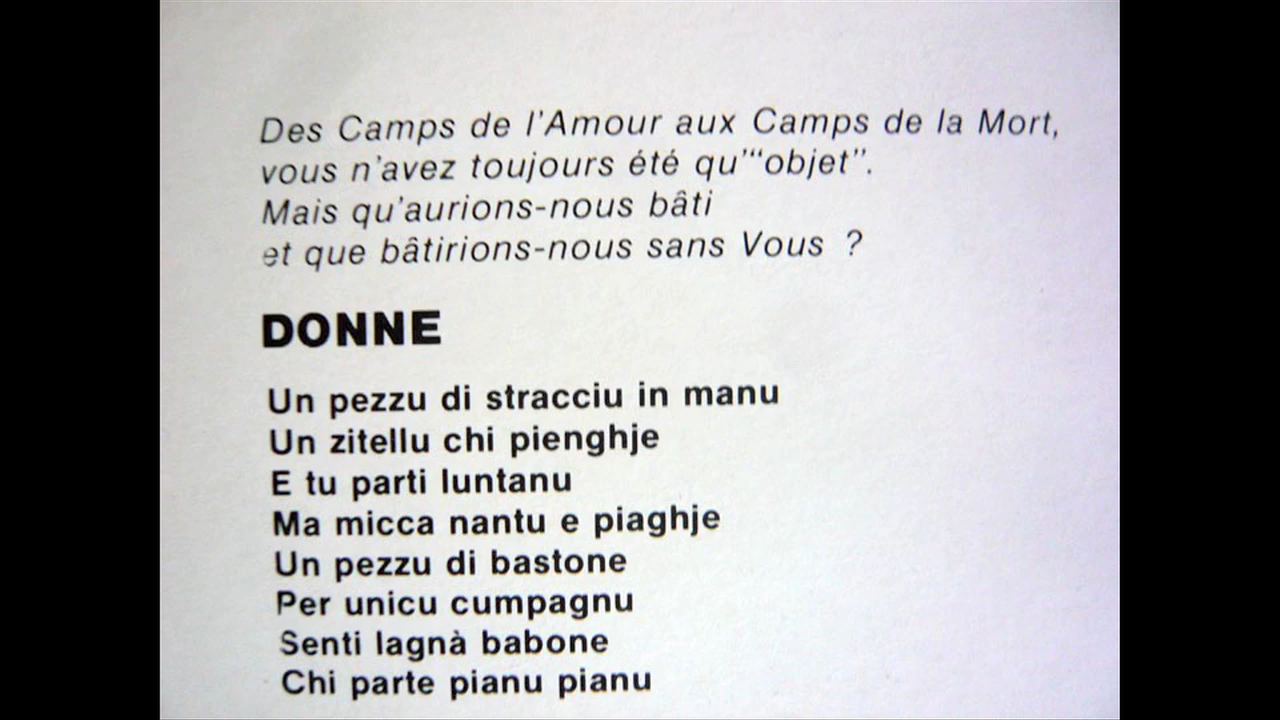 Des Camps de l'Amour aux Camps de la Mort,
vous n'avez toujours été qu'“objet”.
Mais qu'aurions-nous bâti
et que bâtirions-nous sans Vous ?
DONNE
Un pezzu di stracciu in manu
Un zitellu chi pienghje
E tu parti luntanu
Ma micca nantu e piaghje
Un pezzu di bastone
Per unicu cumpagnu
Senti lagnà babone
Chi parte pianu pianu